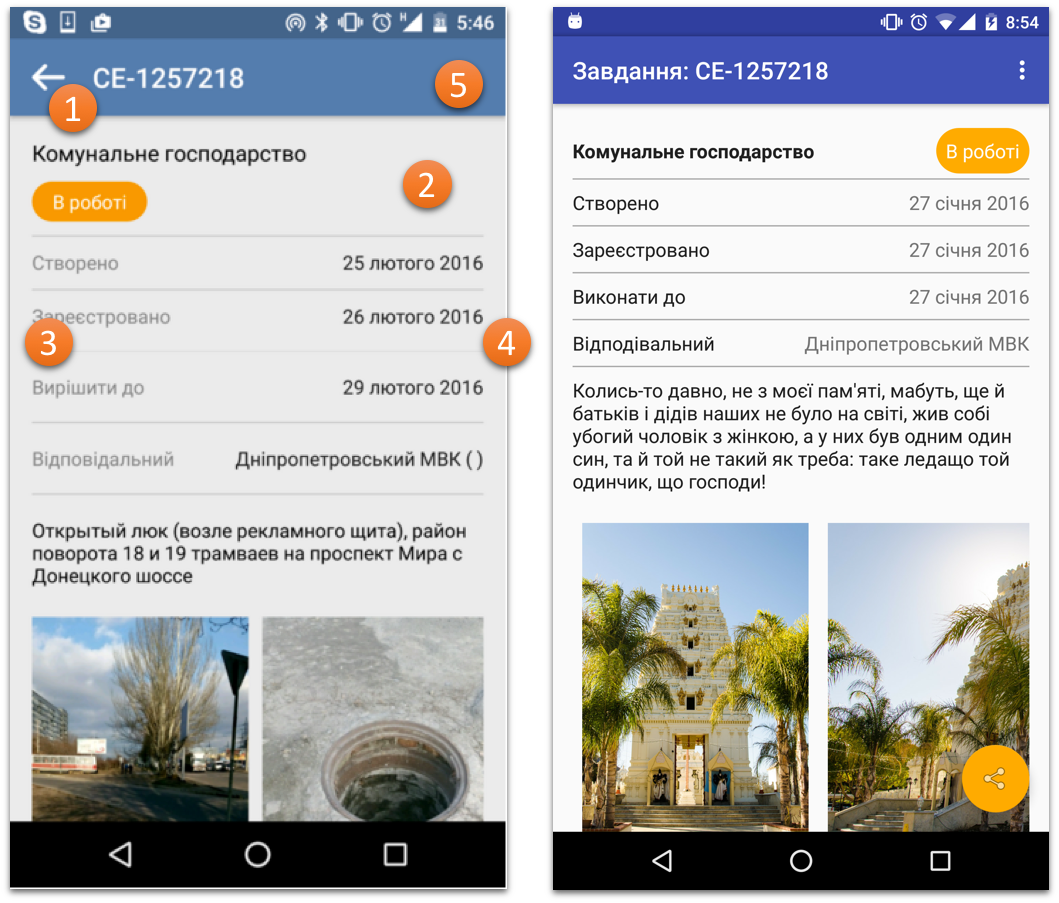 5:46
CE-1257218
1
5
Комунальне господарство
2
В роботі
Створено 25 лютого 2016
Зареєстровано 26 лютого 2016
3
4
Вирішити до 29 лютого 2016
Відповідальний Дніпропетровський МВК ( )
Открытый люк (возле рекламного щита), район
поворота 18 и 19 трамваев на проспект Мира с
Донецкого шоссе
8:54
Завдання: CE-1257218
Комунальне господарство В роботі
Створено 27 січня 2016
Зареєстровано 27 січня 2016
Виконати до 27 січня 2016
Відподівальний Дніпропетровський МВК
Колись-то давно, не з моєї пам'яті, мабуть, ще й
батьків і дідів наших не було на світі, жив собі
убогий чоловік з жінкою, а у них був одним один
син, та й той не такий як треба: таке ледащо той
одинчик, що господи!